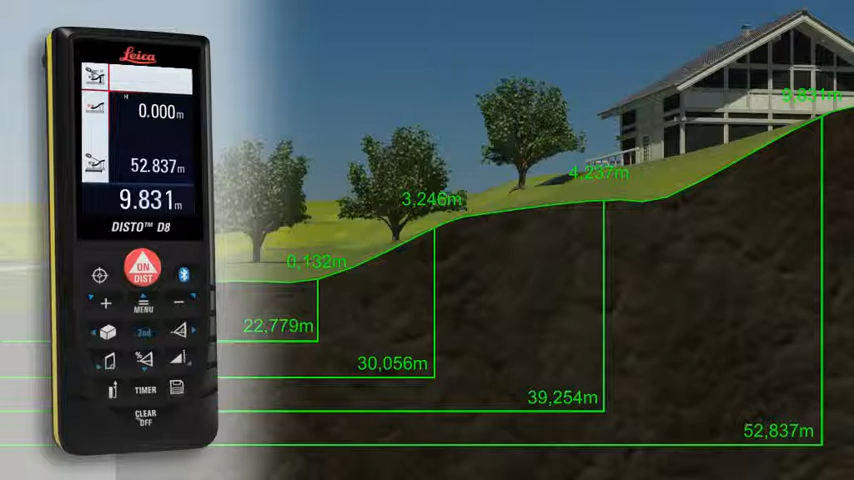 Leica
H
0.000m
52.837m
9.831m
DISTO™ D8
ON
DIST
+
MENU
−
2nd
%
TIMER
CLEAR
OFF
9,831m
4,237m
3,246m
0,132m
22,779m
30,056m
39,254m
52,837m